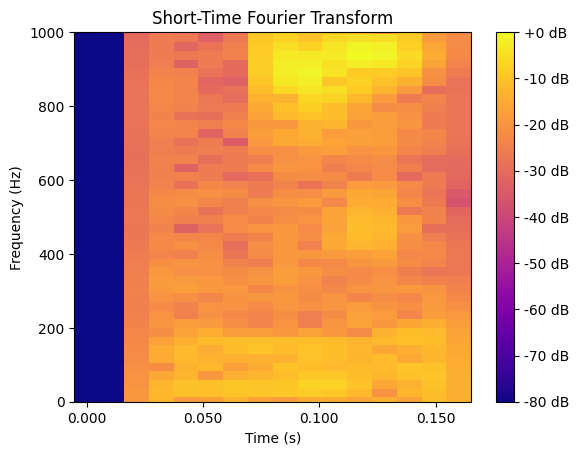 Short-Time Fourier Transform
1000
800
600
400
200
0
Frequency (Hz)
0.000
0.050
0.100
0.150
Time (s)
+0 dB
-10 dB
-20 dB
-30 dB
-40 dB
-50 dB
-60 dB
-70 dB
-80 dB